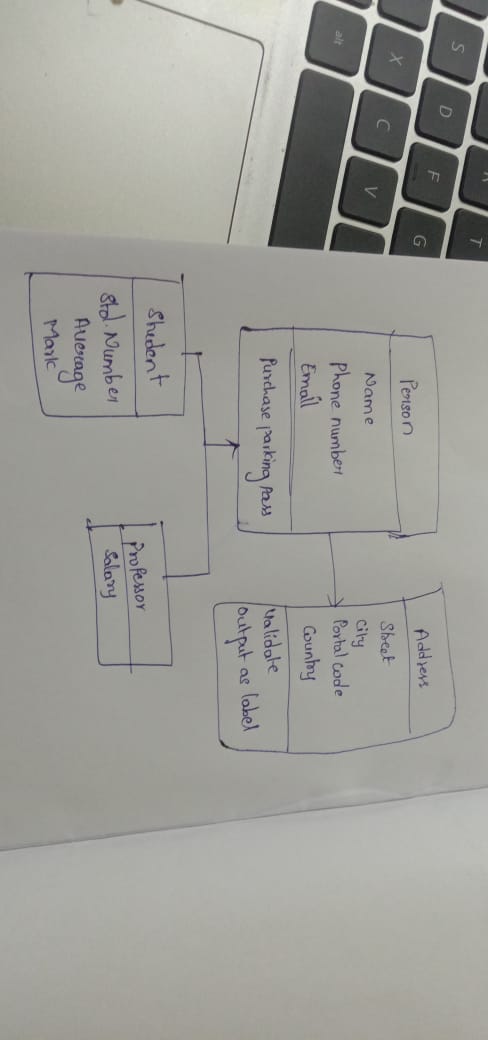 Person
Name
Phone number
Email
Purchase parking Pass
Address
Street
City
Portal code
Country
Validate
output as label
Student
Std. Number
Average
Mark
Professor
Salary
alt
X
C
V
S
D
F
G
T